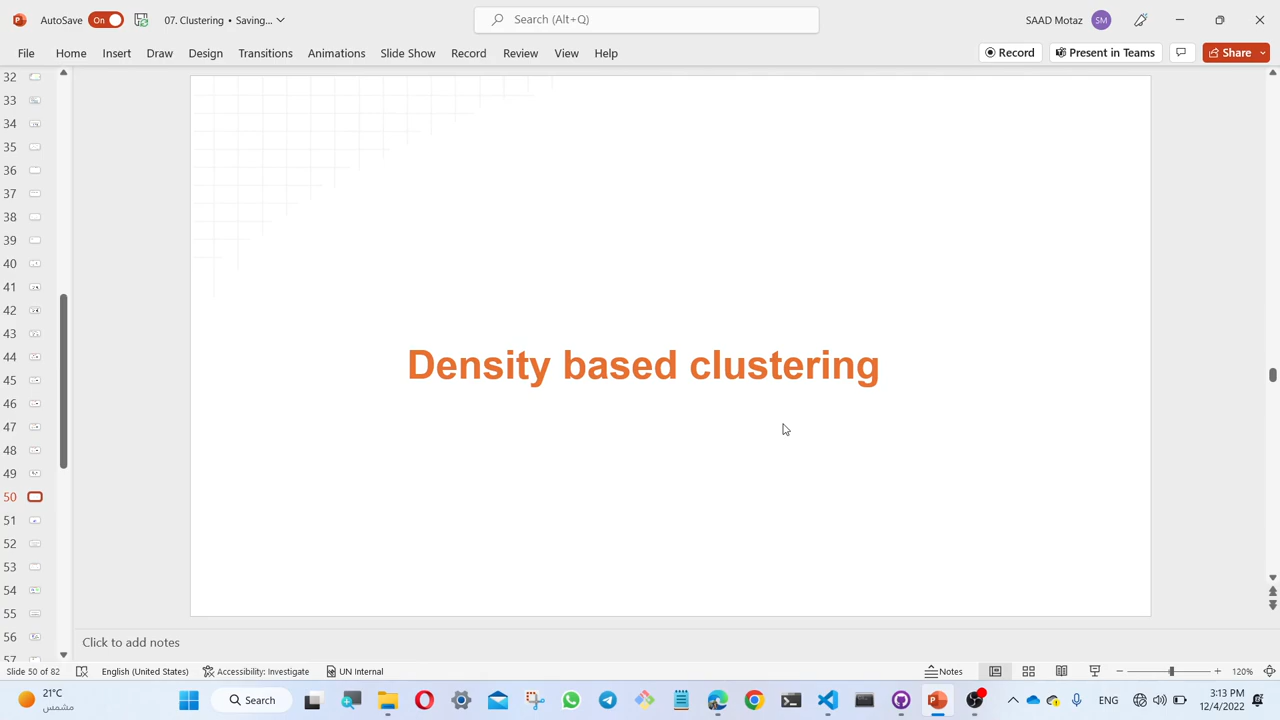 AutoSave On 07. Clustering • Saving... Search (Alt+Q) SAAD Motaz SM
File Home Insert Draw Design Transitions Animations Slide Show Record Review View Help Record Present in Teams Share
32
33
34
35
36
37
38
39
40
41
42
43
44
45
46
47
48
49
50
51
52
53
54
55
56
57
Density based clustering
Click to add notes
Slide 50 of 82 English (United States) Accessibility: Investigate UN Internal Notes 120%
21°C
مشمس
Search
ENG
3:13 PM
12/4/2022